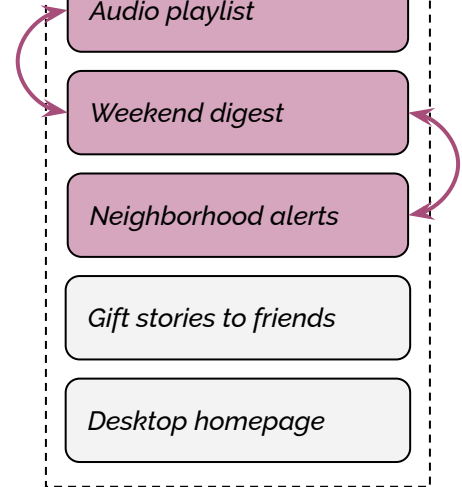 Audio playlist
Weekend digest
Neighborhood alerts
Gift stories to friends
Desktop homepage